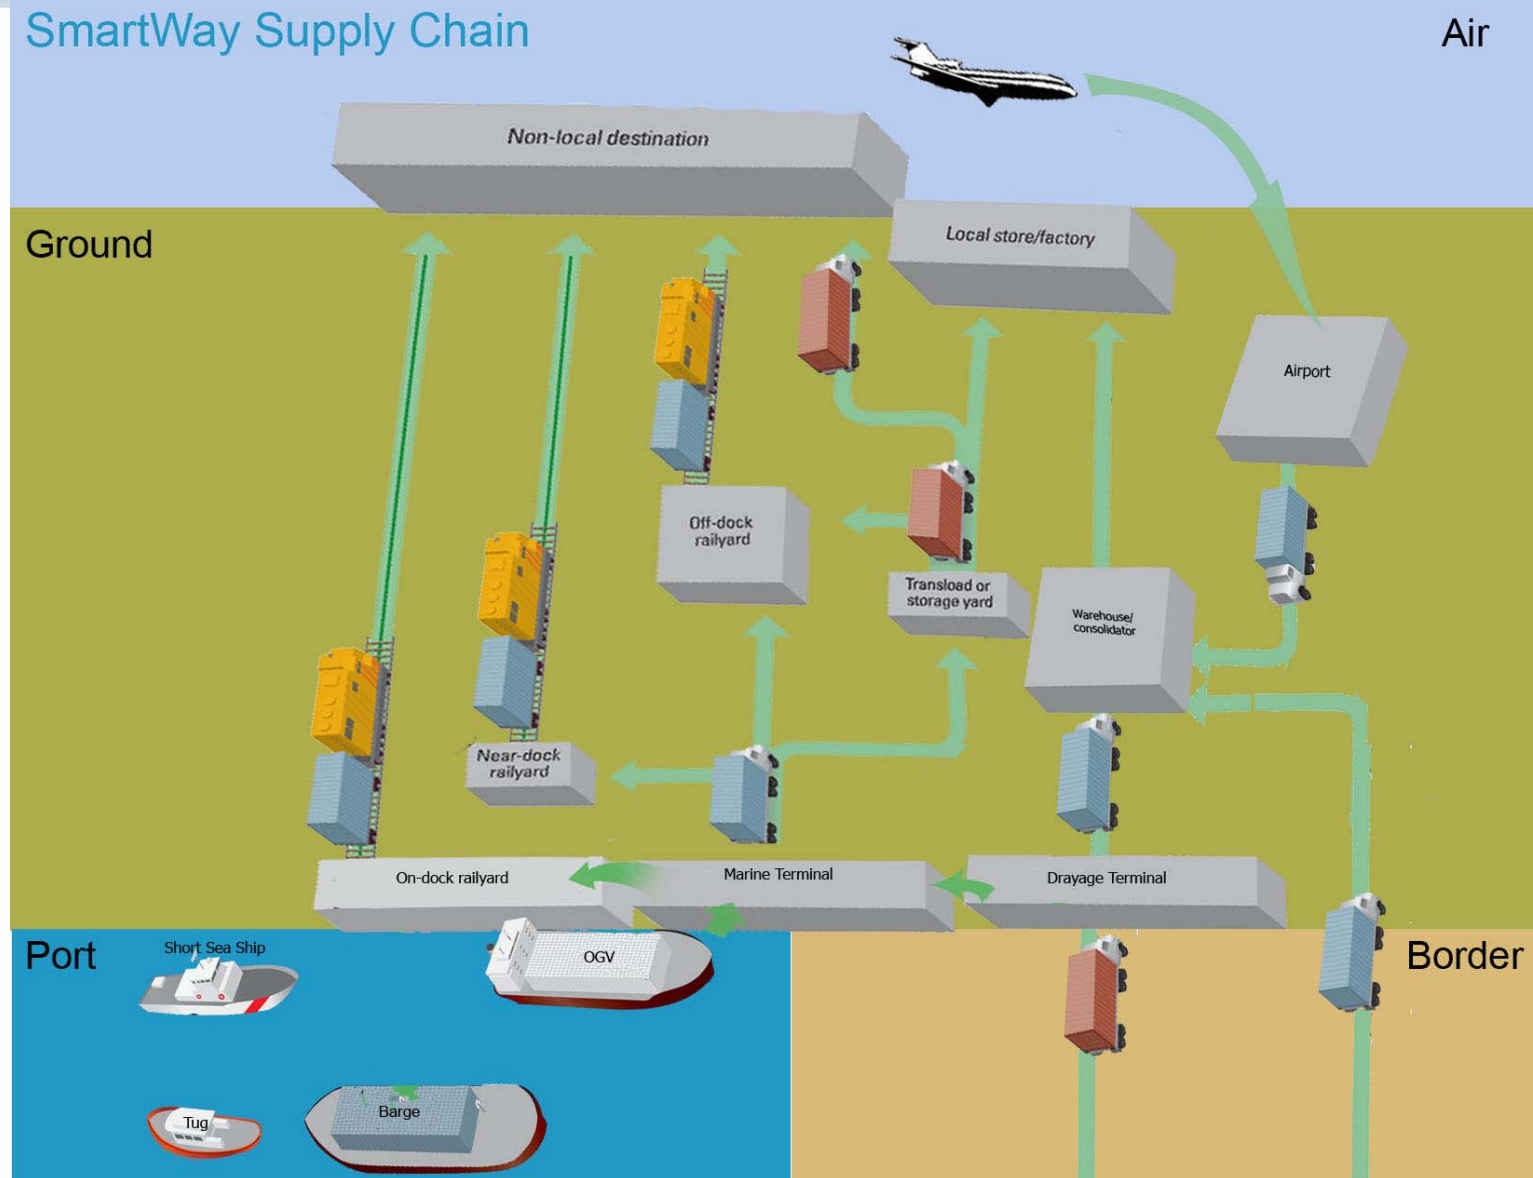 SmartWay Supply Chain
Air
Non-local destination
Ground
Local store/factory
Airport
Off-dock
railyard
Transload or
storage yard
Warehouse/
consolidator
Near-dock
railyard
On-dock railyard
Marine Terminal
Drayage Terminal
Port
Short Sea Ship
OGV
Border
Tug
Barge